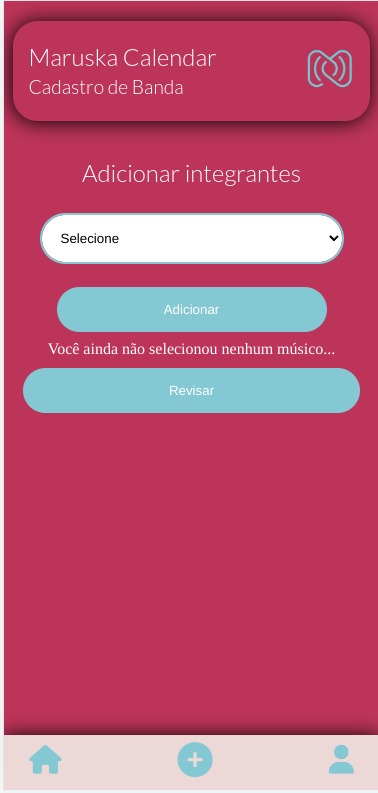 Maruska Calendar
Cadastro de Banda
Adicionar integrantes
Selecione
Adicionar
Você ainda não selecionou nenhum músico...
Revisar